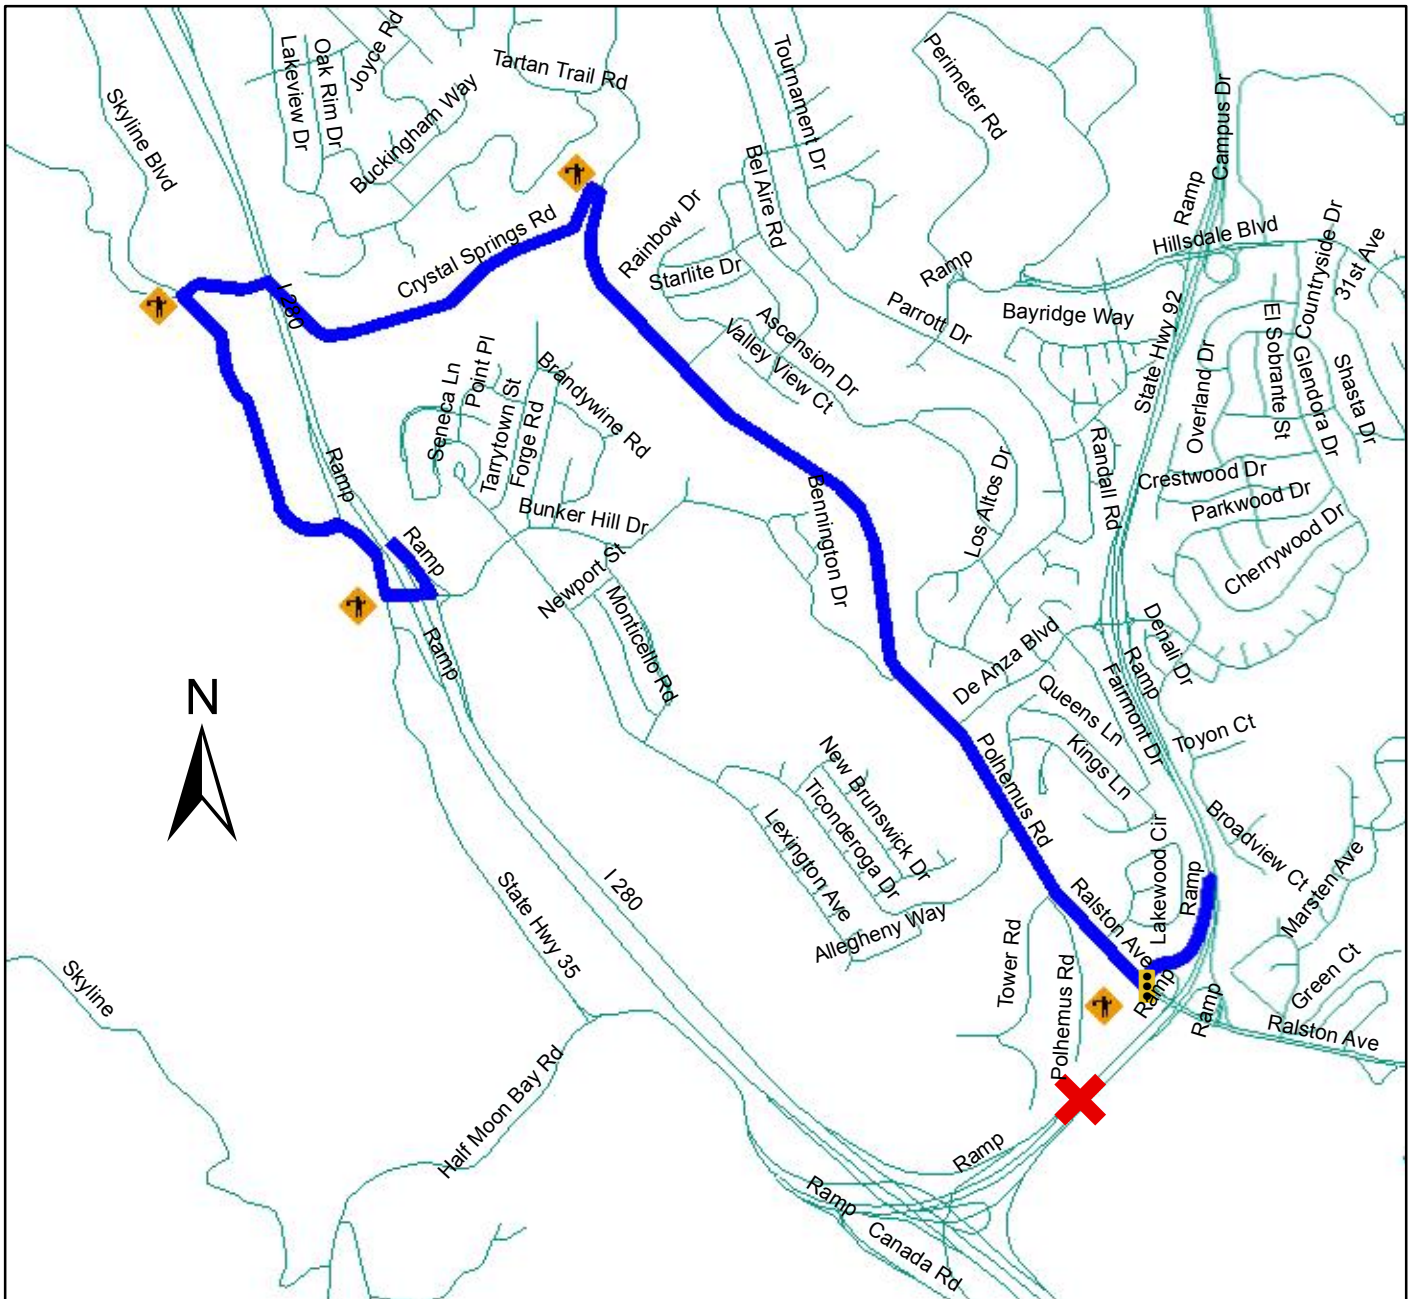 Skyline Blvd
Lakeview Dr
Oak Rim Dr
Joyce Rd
Buckingham Way
Tartan Trail Rd
Tournament Dr
Perimeter Rd
Campus Dr
Ramp
Hillsdale Blvd
Countryside Dr
31st Ave
Bel Aire Rd
Rainbow Dr
Starlite Dr
Crystal Springs Rd
I 280
Ramp
Parrott Dr
Bayridge Way
State Hwy 92
El Sobrante St
Glendora Dr
Shasta Dr
Overland Dr
Ascension Dr
Valley View Ct
Seneca Ln
Point Pl
Tarrytown St
Forge Rd
Brandywine Rd
Ramp
Bunker Hill Dr
Ramp
Bennington Dr
Los Altos Dr
Randall Rd
Crestwood Dr
Parkwood Dr
Cherrywood Dr
Newport St
Monticello Rd
Ramp
De Anza Blvd
Denali Dr
Ramp
Fairmont Dr
Queens Ln
Kings Ln
Toyon Ct
N
Polhemus Rd
New Brunswick Dr
Ticonderoga Dr
Lexington Ave
Allegheny Way
Lakewood Cir
Ramp
Broadview Ct
Marsten Ave
I 280
State Hwy 35
Ralston Ave
Tower Rd
Polhemus Rd
Ramp
Ramp
Green Ct
Ralston Ave
Skyline
Half Moon Bay Rd
Ramp
Ramp
Canada Rd